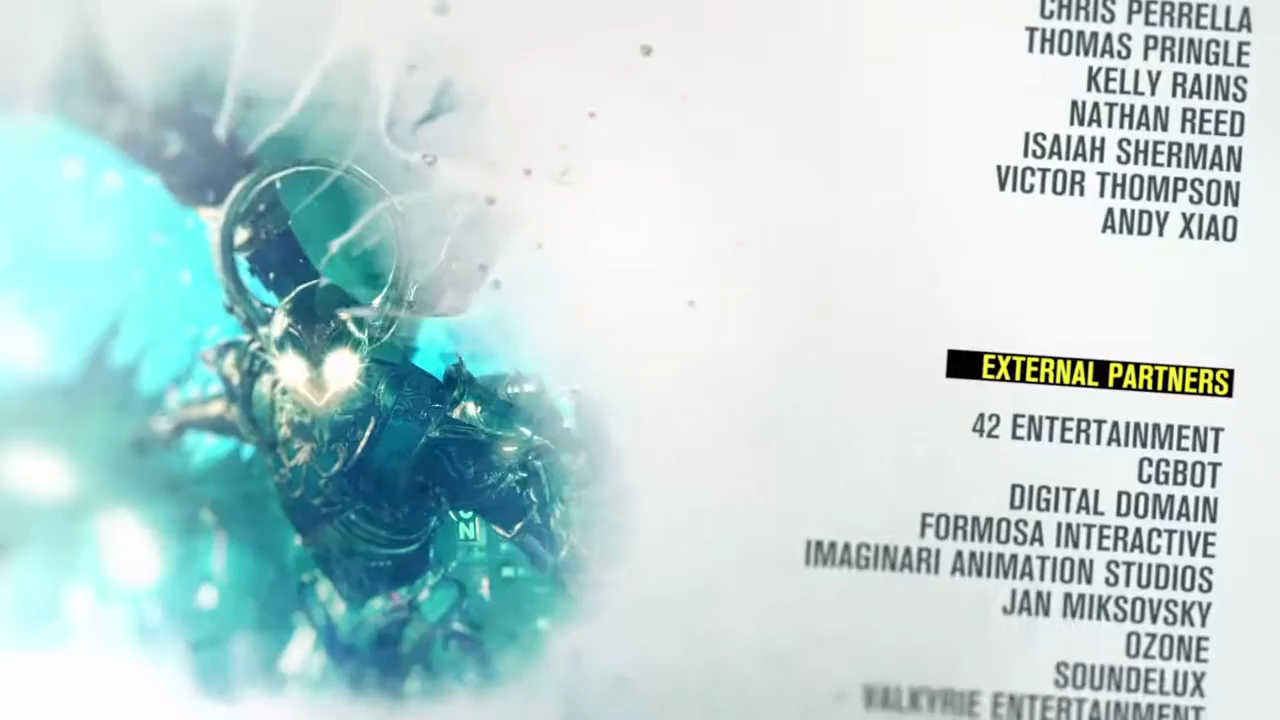 CHRIS PERRELLA
THOMAS PRINGLE
KELLY RAINS
NATHAN REED
ISAIAH SHERMAN
VICTOR THOMPSON
ANDY XIAO
EXTERNAL PARTNERS
42 ENTERTAINMENT
CGBOT
DIGITAL DOMAIN
FORMOSA INTERACTIVE
IMAGINARI ANIMATION STUDIOS
JAN MIKSOVSKY
OZONE
SOUNDELUX
VALKYRIE ENTERTAINMENT